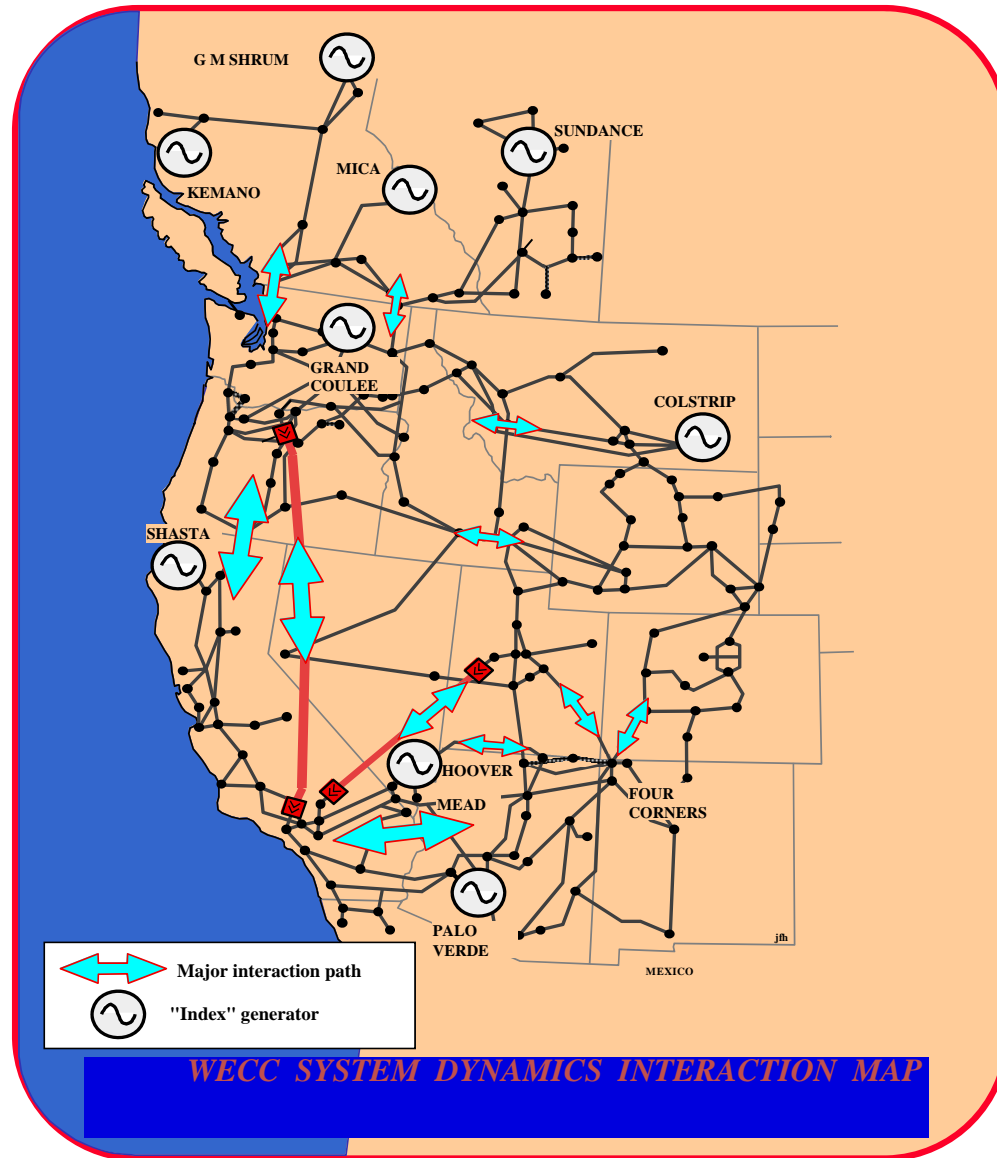 G M SHRUM
SUNDANCE
MICA
KEMANO
GRAND
COULEE
COLSTRIP
SHASTA
HOOVER
MEAD
FOUR
CORNERS
PALO
VERDE
jfh
MEXICO
Major interaction path
"Index" generator
WECC SYSTEM DYNAMICS INTERACTION MAP